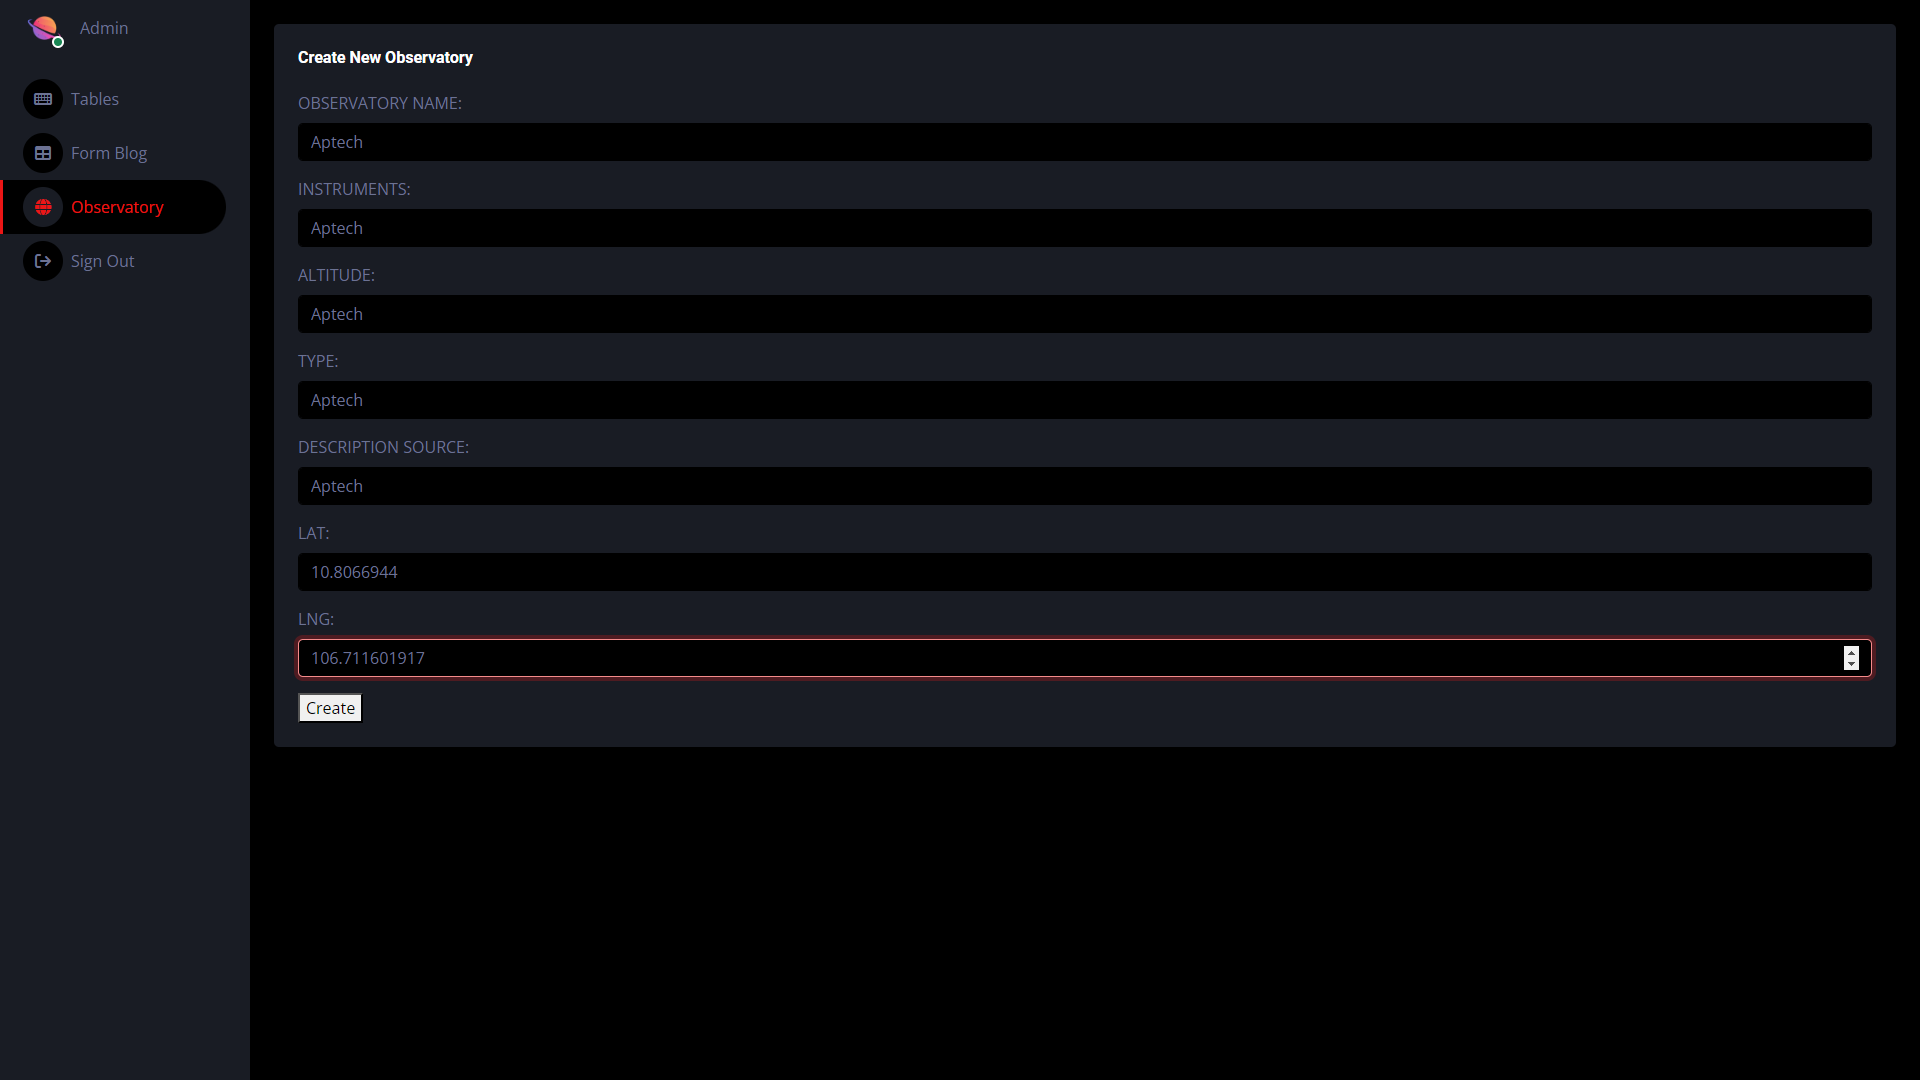 Admin
Tables
Form Blog
Observatory
Sign Out
Create New Observatory
OBSERVATORY NAME:
Aptech
INSTRUMENTS:
Aptech
ALTITUDE:
Aptech
TYPE:
Aptech
DESCRIPTION SOURCE:
Aptech
LAT:
10.8066944
LNG:
106.711601917
Create